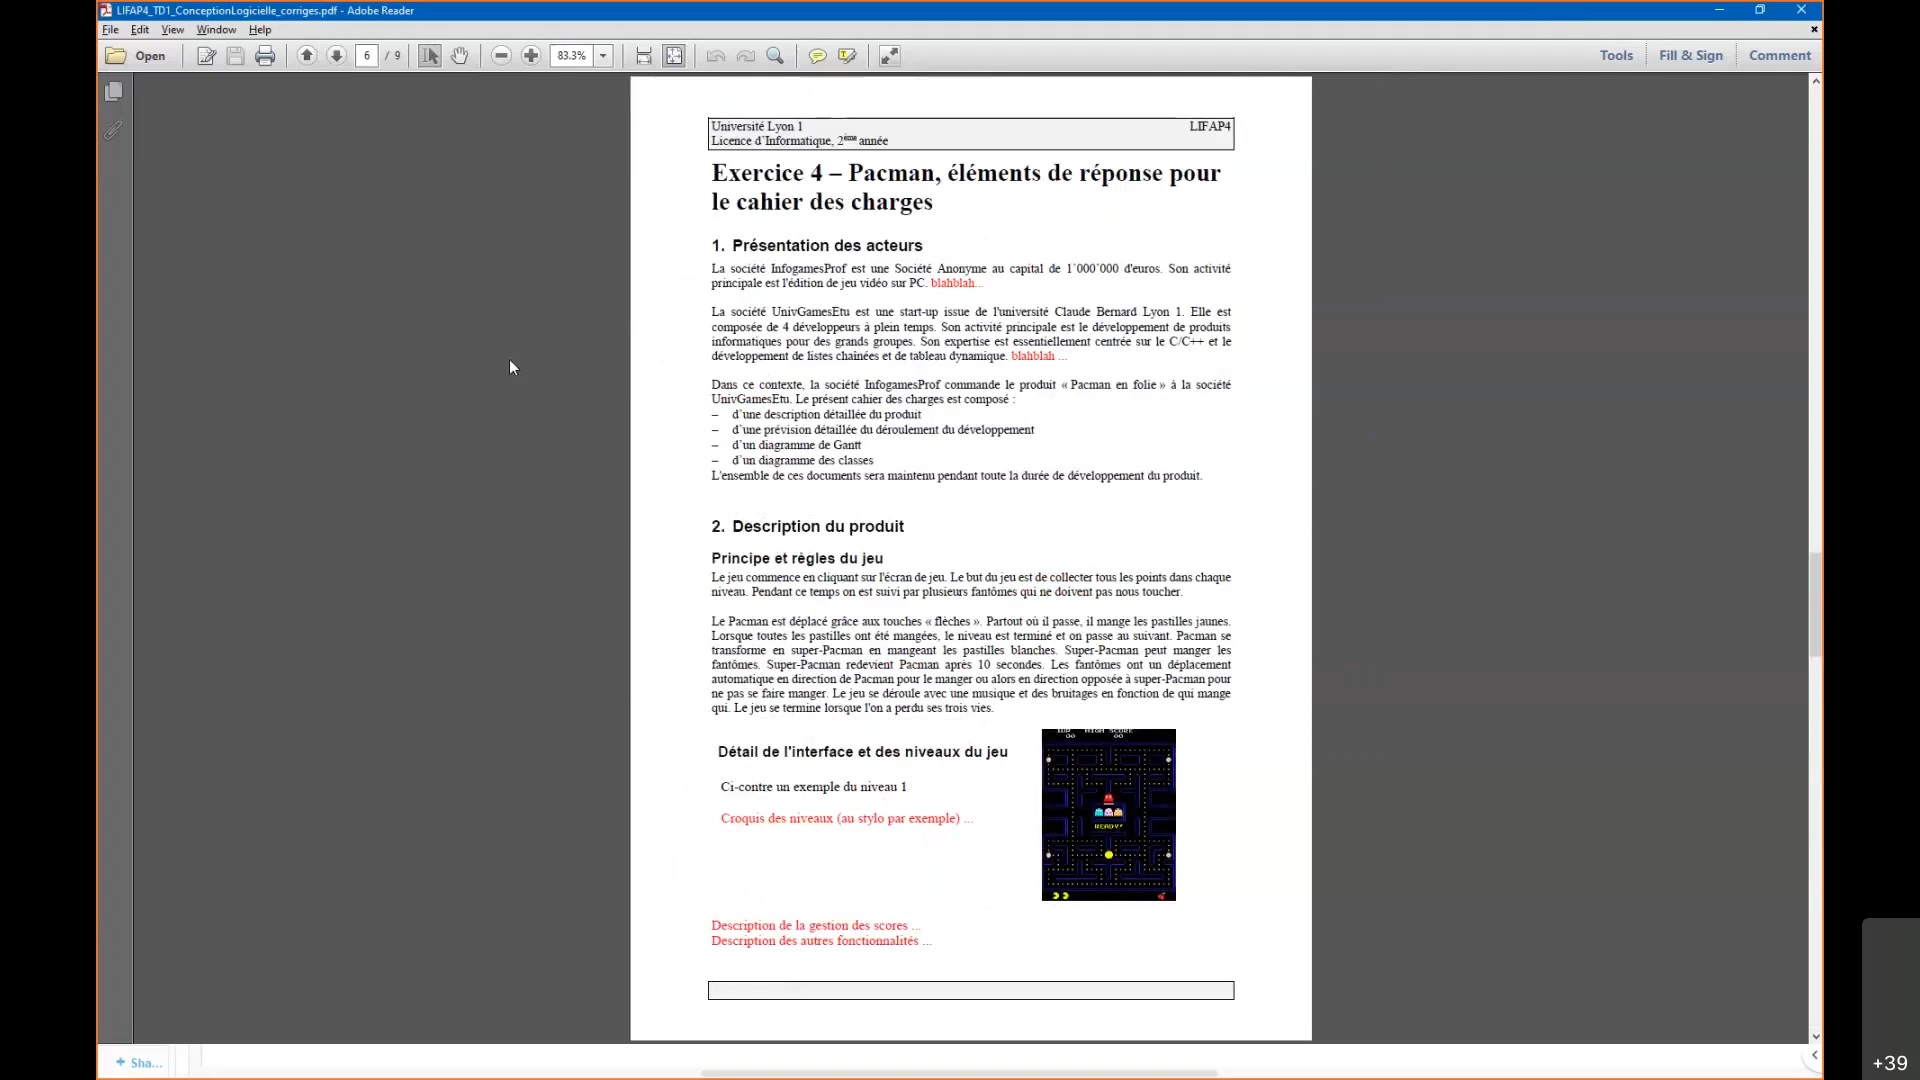 LIFAP4_TD1_ConceptionLogicielle_corriges.pdf - Adobe Reader
File Edit View Window Help
Open 6 / 9 83.3% Tools Fill & Sign Comment
Université Lyon 1 LIFAP4
Licence d'Informatique, 2ème année
Exercice 4 – Pacman, éléments de réponse pour
le cahier des charges
1. Présentation des acteurs
La société InfogamesProf est une Société Anonyme au capital de 1'000'000 d'euros. Son activité
principale est l'édition de jeu vidéo sur PC. blahblah...
La société UnivGamesEtu est une start-up issue de l'université Claude Bernard Lyon 1. Elle est
composée de 4 développeurs à plein temps. Son activité principale est le développement de produits
informatiques pour des grands groupes. Son expertise est essentiellement centrée sur le C/C++ et le
développement de listes chaînées et de tableau dynamique. blahblah ...
Dans ce contexte, la société InfogamesProf commande le produit « Pacman en folie » à la société
UnivGamesEtu. Le présent cahier des charges est composé :
– d'une description détaillée du produit
– d'une prévision détaillée du déroulement du développement
– d'un diagramme de Gantt
– d'un diagramme des classes
L'ensemble de ces documents sera maintenu pendant toute la durée de développement du produit.
2. Description du produit
Principe et règles du jeu
Le jeu commence en cliquant sur l'écran de jeu. Le but du jeu est de collecter tous les points dans chaque
niveau. Pendant ce temps on est suivi par plusieurs fantômes qui ne doivent pas nous toucher.
Le Pacman est déplacé grâce aux touches « flèches ». Partout où il passe, il mange les pastilles jaunes.
Lorsque toutes les pastilles ont été mangées, le niveau est terminé et on passe au suivant. Pacman se
transforme en super-Pacman en mangeant les pastilles blanches. Super-Pacman peut manger les
fantômes. Super-Pacman redevient Pacman après 10 secondes. Les fantômes ont un déplacement
automatique en direction de Pacman pour le manger ou alors en direction opposée à super-Pacman pour
ne pas se faire manger. Le jeu se déroule avec une musique et des bruitages en fonction de qui mange
qui. Le jeu se termine lorsque l'on a perdu ses trois vies.
Détail de l'interface et des niveaux du jeu
Ci-contre un exemple du niveau 1
Croquis des niveaux (au stylo par exemple) ...
1UP HIGH SCORE
00 00
READY!
Description de la gestion des scores ...
Description des autres fonctionnalités ...
Sha...
+39